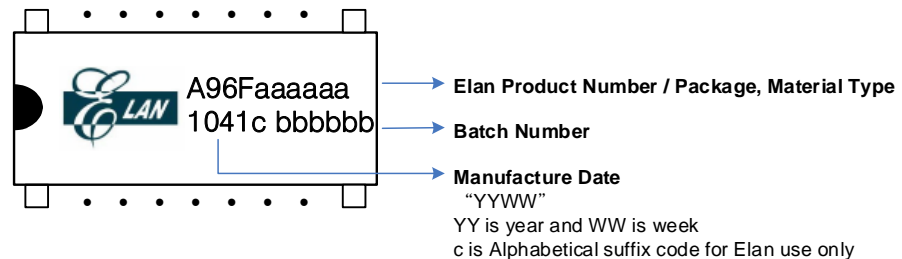 ELAN
A96Faaaaaa
1041c bbbbbb
Elan Product Number / Package, Material Type
Batch Number
Manufacture Date
“YYWW”
YY is year and WW is week
c is Alphabetical suffix code for Elan use only